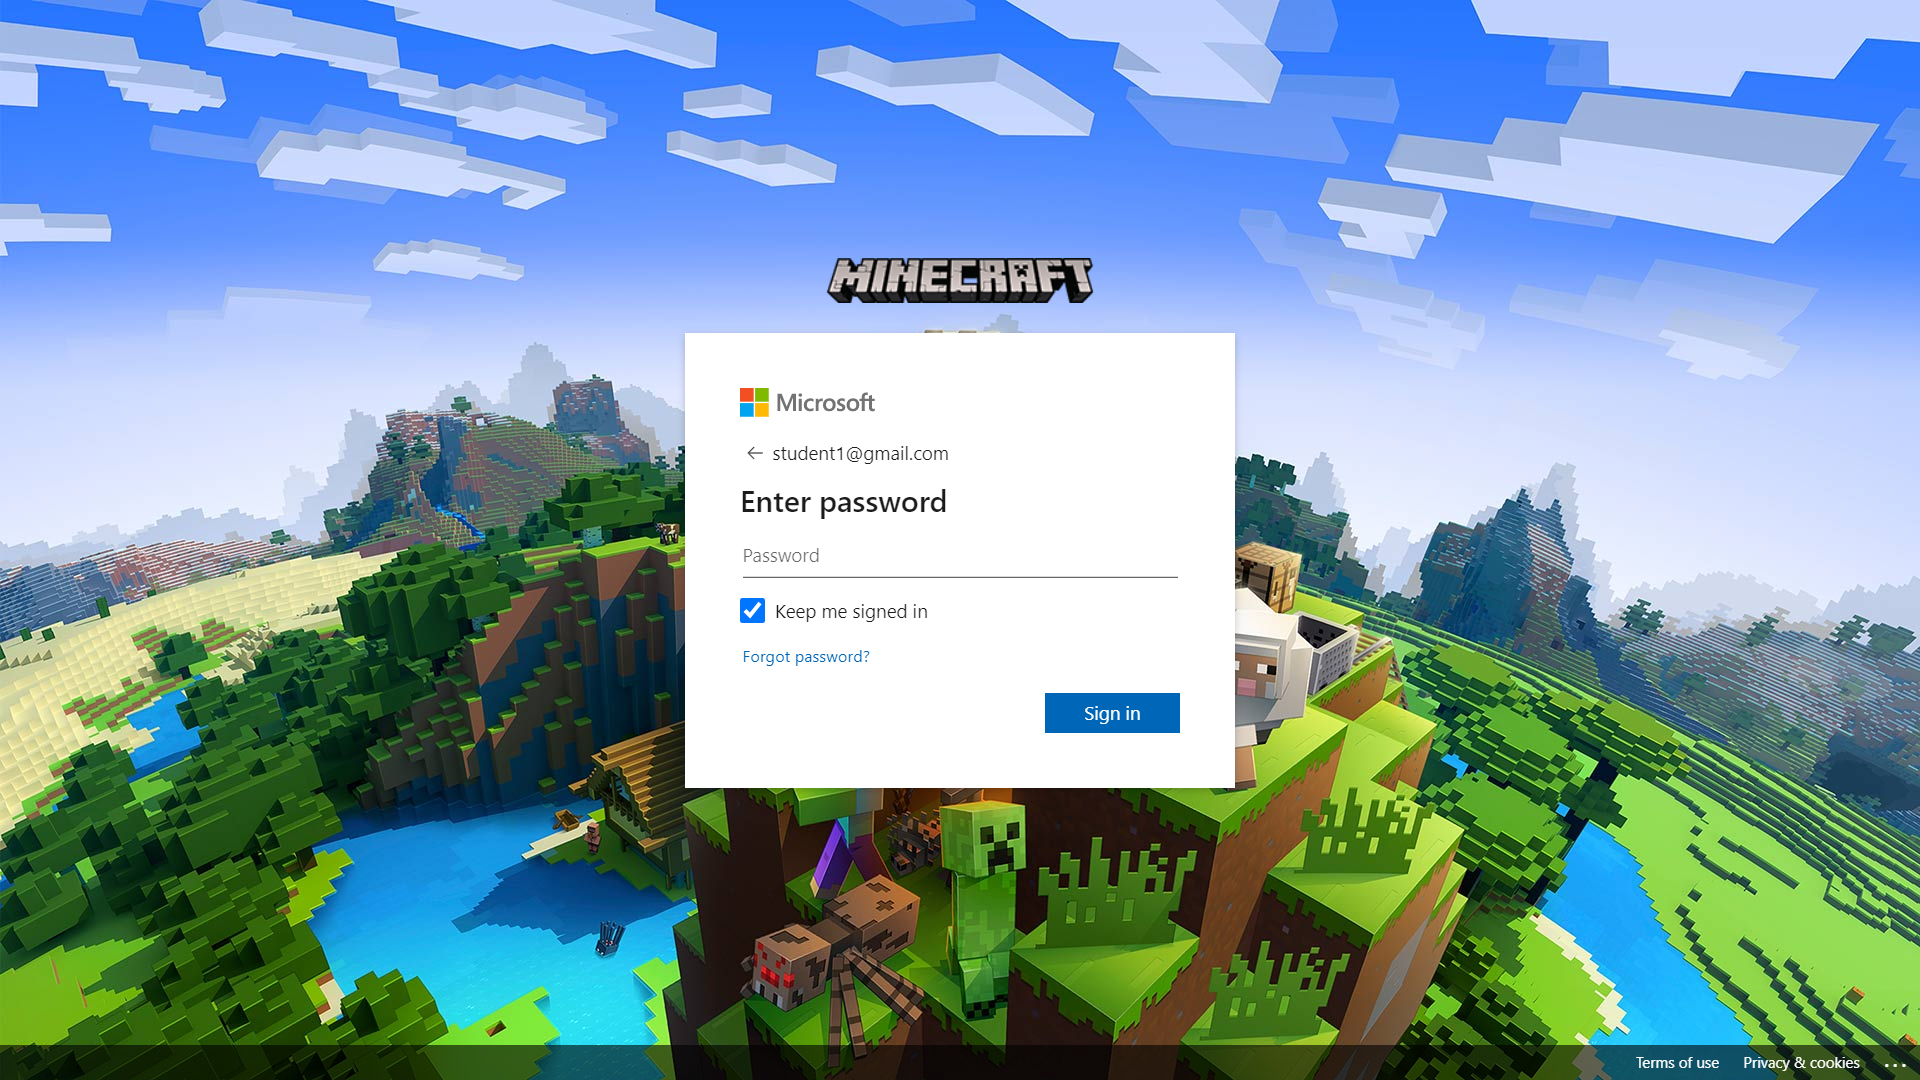 MINECRAFT
Microsoft
student1@gmail.com
Enter password
Password
Keep me signed in
Forgot password?
Sign in
Terms of use Privacy & cookies ...